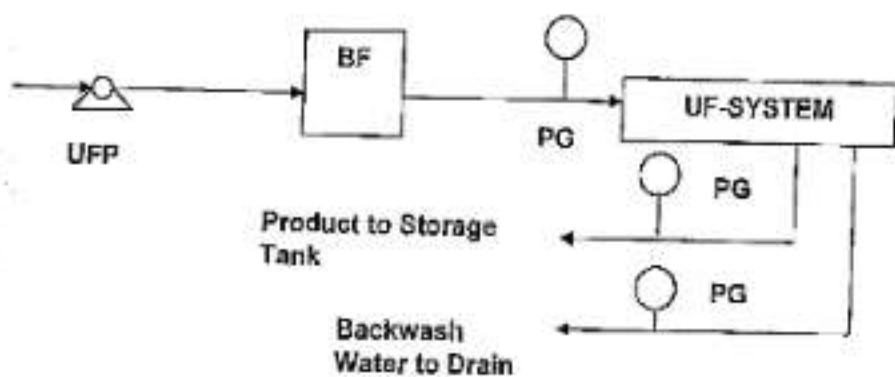 BF
UF-SYSTEM
UFP
PG
PG
Product to Storage
Tank
PG
Backwash
Water to Drain